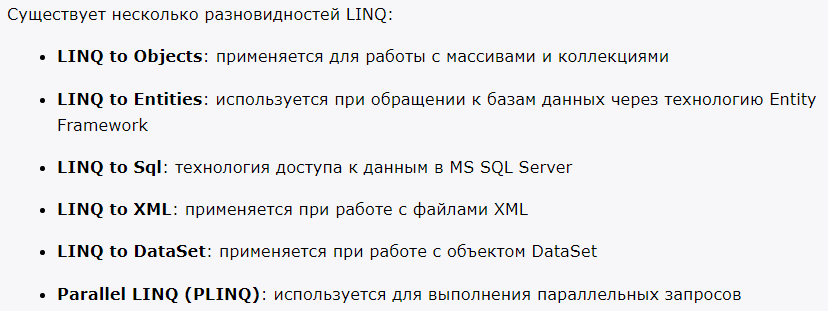 Существует несколько разновидностей LINQ:
• LINQ to Objects: применяется для работы с массивами и коллекциями
• LINQ to Entities: используется при обращении к базам данных через технологию Entity
Framework
• LINQ to Sql: технология доступа к данным в MS SQL Server
• LINQ to XML: применяется при работе с файлами XML
• LINQ to DataSet: применяется при работе с объектом DataSet
• Parallel LINQ (PLINQ): используется для выполнения параллельных запросов